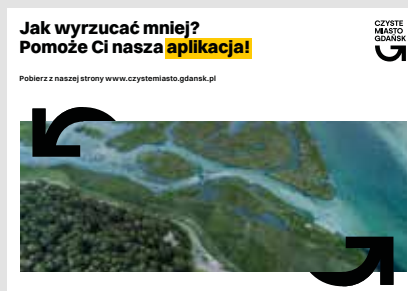 Jak wyrzucać mniej?
Pomoże Ci nasza aplikacja!
CZYSTE
MIASTO
GDAŃSK
Pobierz z naszej strony www.czystemiasto.gdansk.pl